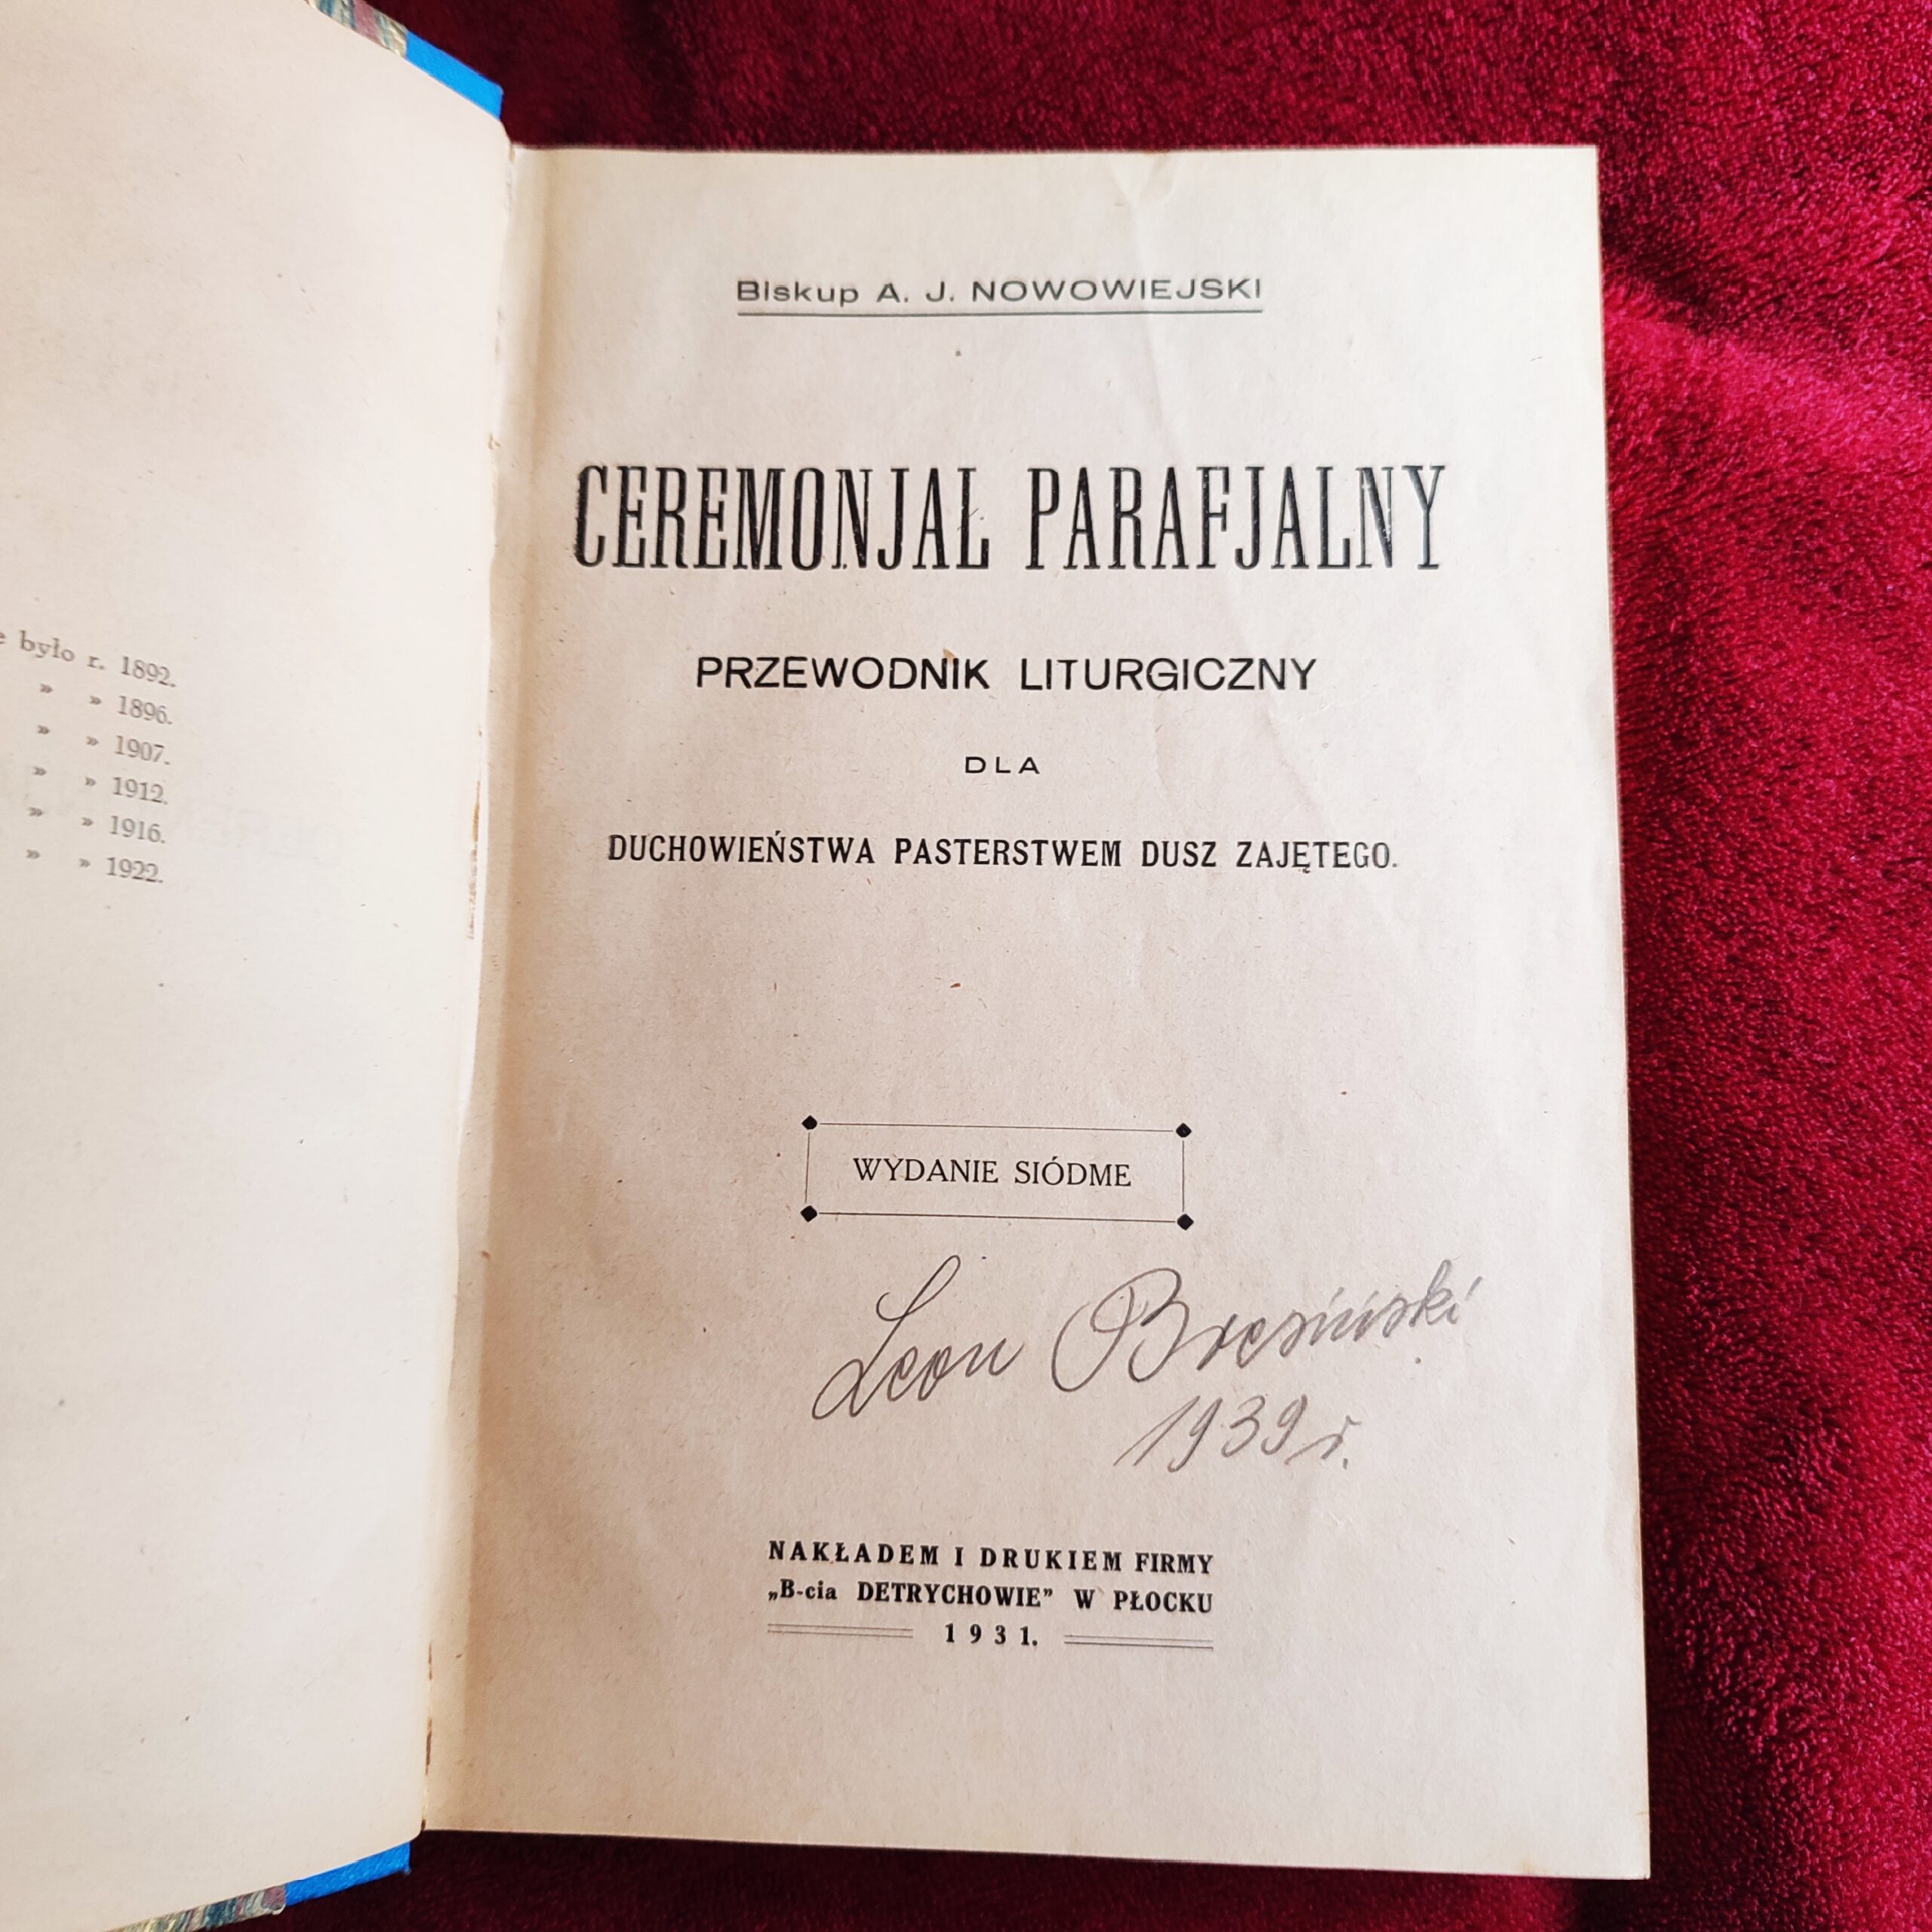 e było r. 1892.
» » 1896.
» » 1907.
» » 1912.
» » 1916.
» » 1922.
Biskup A. J. NOWOWIEJSKI
CEREMONJAŁ PARAFJALNY
PRZEWODNIK LITURGICZNY
DLA
DUCHOWIEŃSTWA PASTERSTWEM DUSZ ZAJĘTEGO.
WYDANIE SIÓDME
Leon
1939 r.
NAKŁADEM I DRUKIEM FIRMY
„B-cia DETRYCHOWIE” W PŁOCKU
1931.